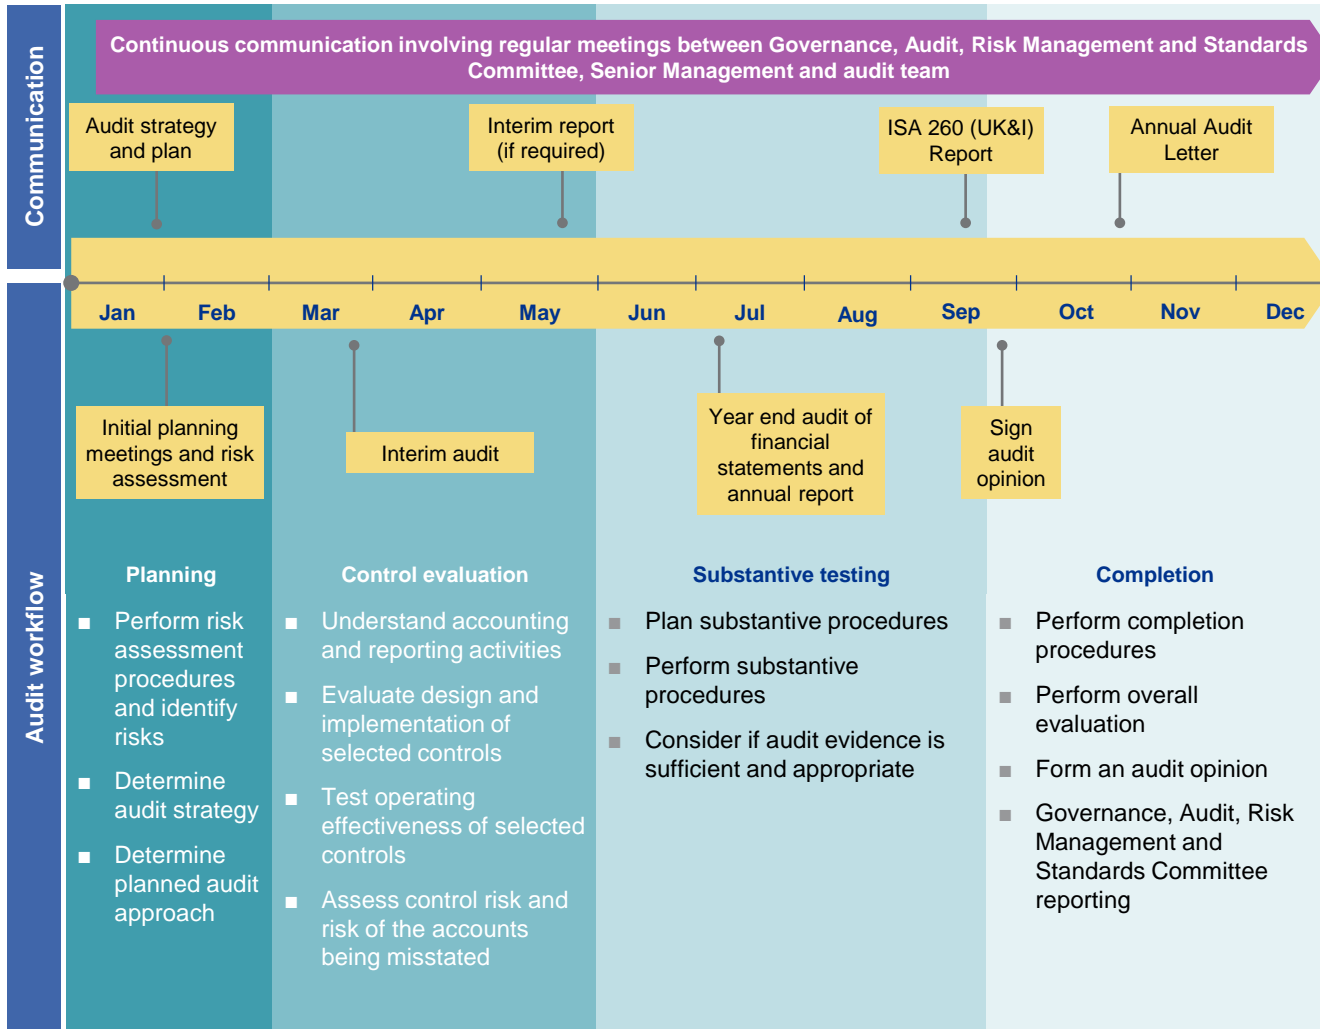 Communication
Continuous communication involving regular meetings between Governance, Audit, Risk Management and Standards
Committee, Senior Management and audit team
Audit strategy
and plan
Interim report
(if required)
ISA 260 (UK&I)
Report
Annual Audit
Letter
Jan Feb Mar Apr May Jun Jul Aug Sep Oct Nov Dec
Audit workflow
Initial planning
meetings and risk
assessment
Interim audit
Year end audit of
financial
statements and
annual report
Sign
audit
opinion
Planning
■ Perform risk
assessment
procedures
and identify
risks
■ Determine
audit strategy
■ Determine
planned audit
approach
Control evaluation
■ Understand accounting
and reporting activities
■ Evaluate design and
implementation of
selected controls
■ Test operating
effectiveness of selected
controls
■ Assess control risk and
risk of the accounts
being misstated
Substantive testing
■ Plan substantive procedures
■ Perform substantive
procedures
■ Consider if audit evidence is
sufficient and appropriate
Completion
■ Perform completion
procedures
■ Perform overall
evaluation
■ Form an audit opinion
■ Governance, Audit, Risk
Management and
Standards Committee
reporting